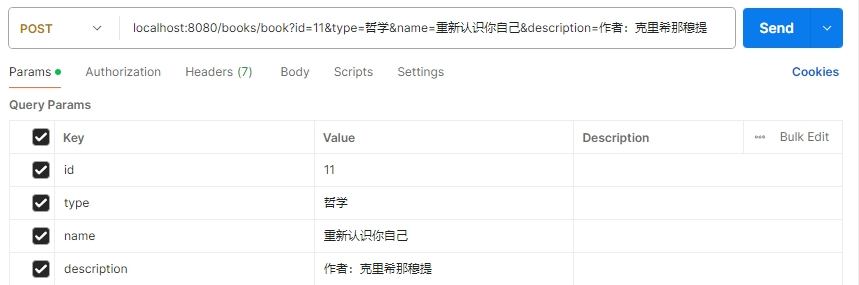 POST localhost:8080/books/book?id=11&type=哲学&name=重新认识你自己&description=作者：克里希那穆提 Send
Params Authorization Headers (7) Body Scripts Settings Cookies
Query Params
Key Value Description Bulk Edit
id 11
type 哲学
name 重新认识你自己
description 作者：克里希那穆提